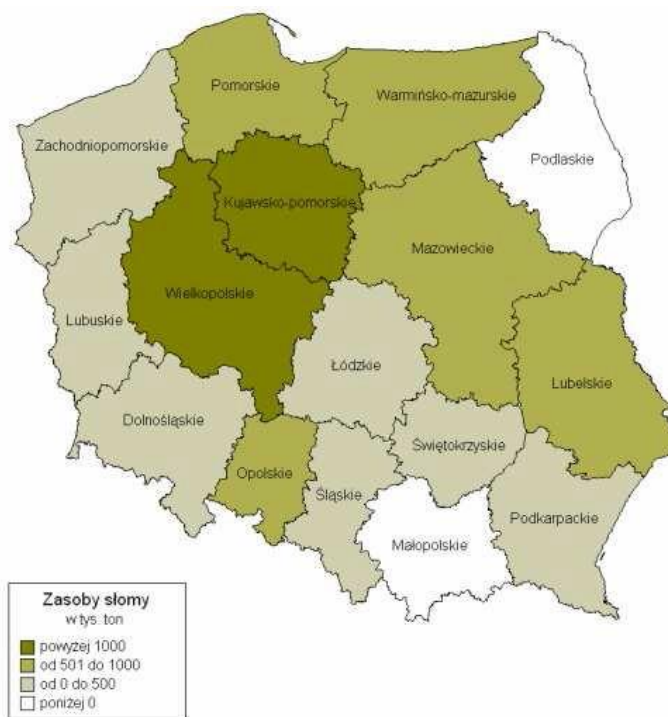 Pomorskie
Warmińsko-mazurskie
Zachodniopomorskie
Podlaskie
Kujawsko-pomorskie
Mazowieckie
Wielkopolskie
Lubuskie
Łódzkie
Lubelskie
Dolnośląskie
Świętokrzyskie
Opolskie
Śląskie
Podkarpackie
Małopolskie
Zasoby słomy
w tys. ton
powyżej 1000
od 501 do 1000
od 0 do 500
poniżej 0